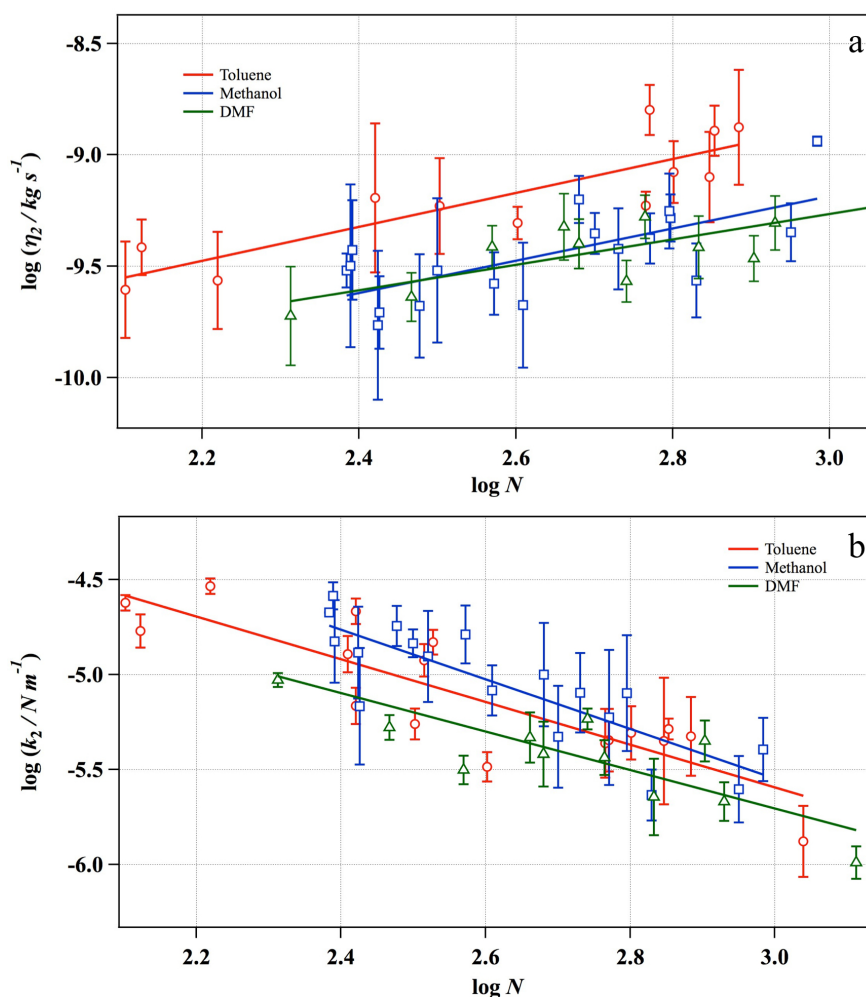 a
-8.5
-9.0
-9.5
-10.0
log (η2 / kg s-1)
Toluene
Methanol
DMF
2.2 2.4 2.6 2.8 3.0
log N
b
-4.5
-5.0
-5.5
-6.0
log (k2 / N m-1)
Toluene
Methanol
DMF
2.2 2.4 2.6 2.8 3.0
log N